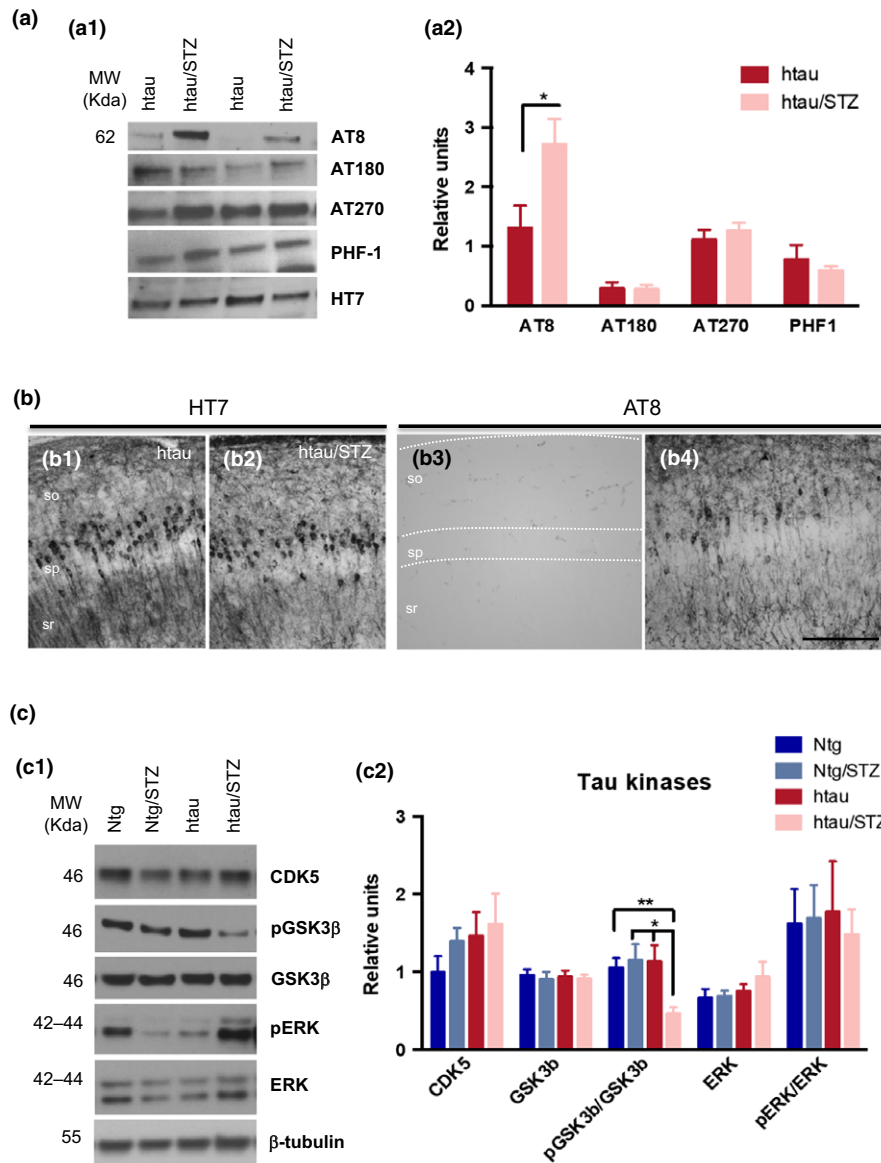 (a)
(a1)
MW
(Kda)
htau
htau/STZ
htau
htau/STZ
62
AT8
AT180
AT270
PHF-1
HT7
(a2)
htau
htau/STZ
Relative units
4
3
2
1
0
*
AT8 AT180 AT270 PHF1
(b)
HT7
AT8
(b1) htau
so
sp
sr
(b2) htau/STZ
(b3)
so
sp
sr
(b4)
(c)
(c1)
MW
(Kda)
Ntg
Ntg/STZ
htau
htau/STZ
46 CDK5
46 pGSK3β
46 GSK3β
42–44 pERK
42–44 ERK
55 β-tubulin
(c2)
Tau kinases
Ntg
Ntg/STZ
htau
htau/STZ
Relative units
3
2
1
0
**
*
CDK5
GSK3b
pGSK3b/GSK3b
ERK
pERK/ERK